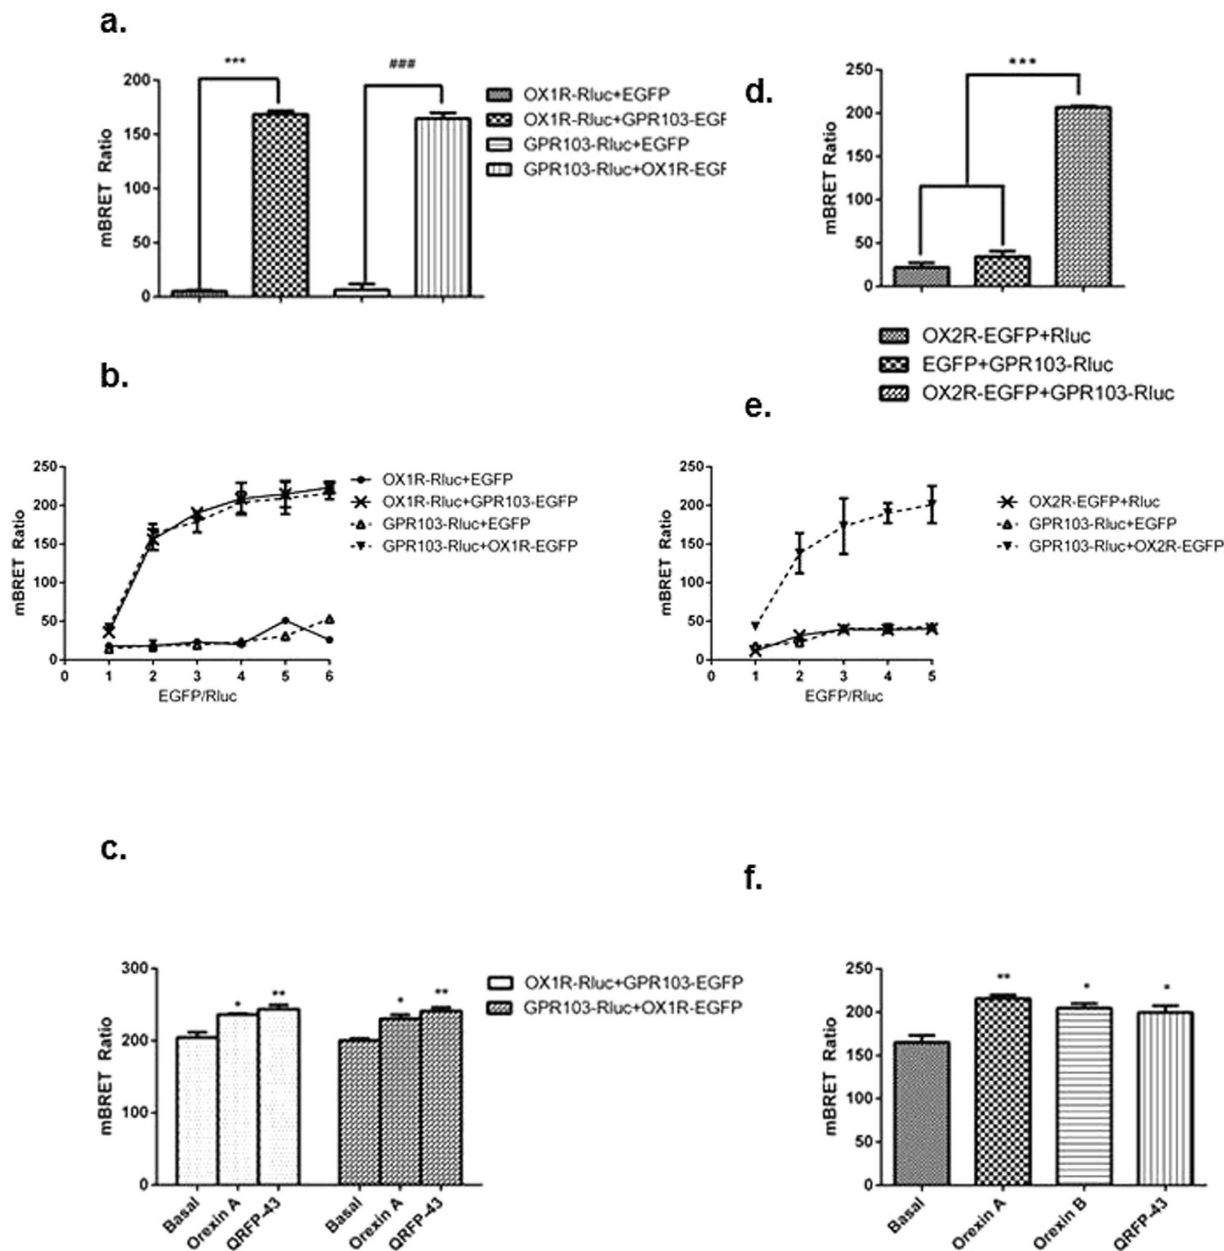 a.
***
###
200
150
100
50
0
mBRET Ratio
OX1R-Rluc+EGFP
OX1R-Rluc+GPR103-EGF
GPR103-Rluc+EGFP
GPR103-Rluc+OX1R-EGF
d.
***
250
200
150
100
50
0
mBRET Ratio
OX2R-EGFP+Rluc
EGFP+GPR103-Rluc
OX2R-EGFP+GPR103-Rluc
b.
250
200
150
100
50
0
mBRET Ratio
0 1 2 3 4 5 6
EGFP/Rluc
OX1R-Rluc+EGFP
OX1R-Rluc+GPR103-EGFP
GPR103-Rluc+EGFP
GPR103-Rluc+OX1R-EGFP
e.
250
200
150
100
50
0
mBRET Ratio
0 1 2 3 4 5
EGFP/Rluc
OX2R-EGFP+Rluc
GPR103-Rluc+EGFP
GPR103-Rluc+OX2R-EGFP
c.
300
200
100
0
mBRET Ratio
* ** * **
Basal Orexin A QRFP-43 Basal Orexin A QRFP-43
OX1R-Rluc+GPR103-EGFP
GPR103-Rluc+OX1R-EGFP
f.
250
200
150
100
50
0
mBRET Ratio
** * *
Basal Orexin A Orexin B QRFP-43